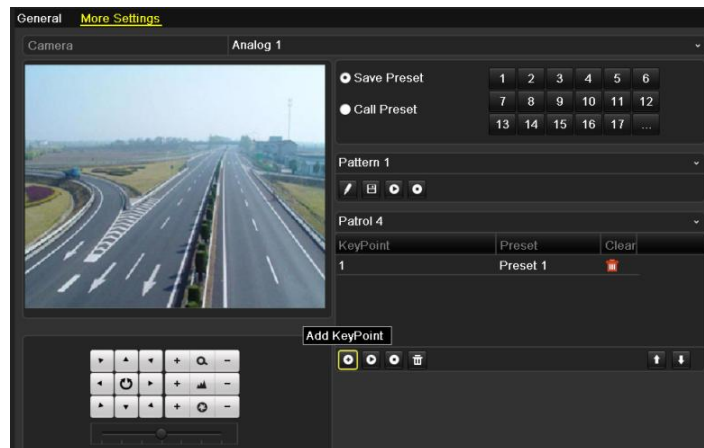 General More Settings
Camera Analog 1
Save Preset
Call Preset
1 2 3 4 5 6
7 8 9 10 11 12
13 14 15 16 17 ...
Pattern 1
Patrol 4
KeyPoint Preset Clear
1 Preset 1
Add KeyPoint